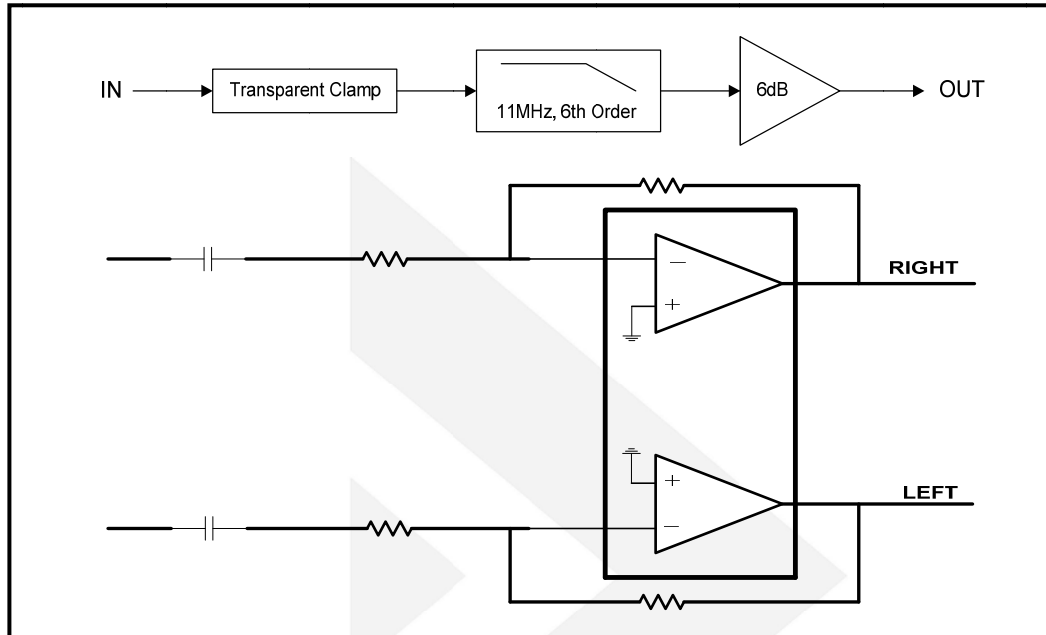 IN
Transparent Clamp
11MHz, 6th Order
6dB
OUT
−
+
RIGHT
+
−
LEFT